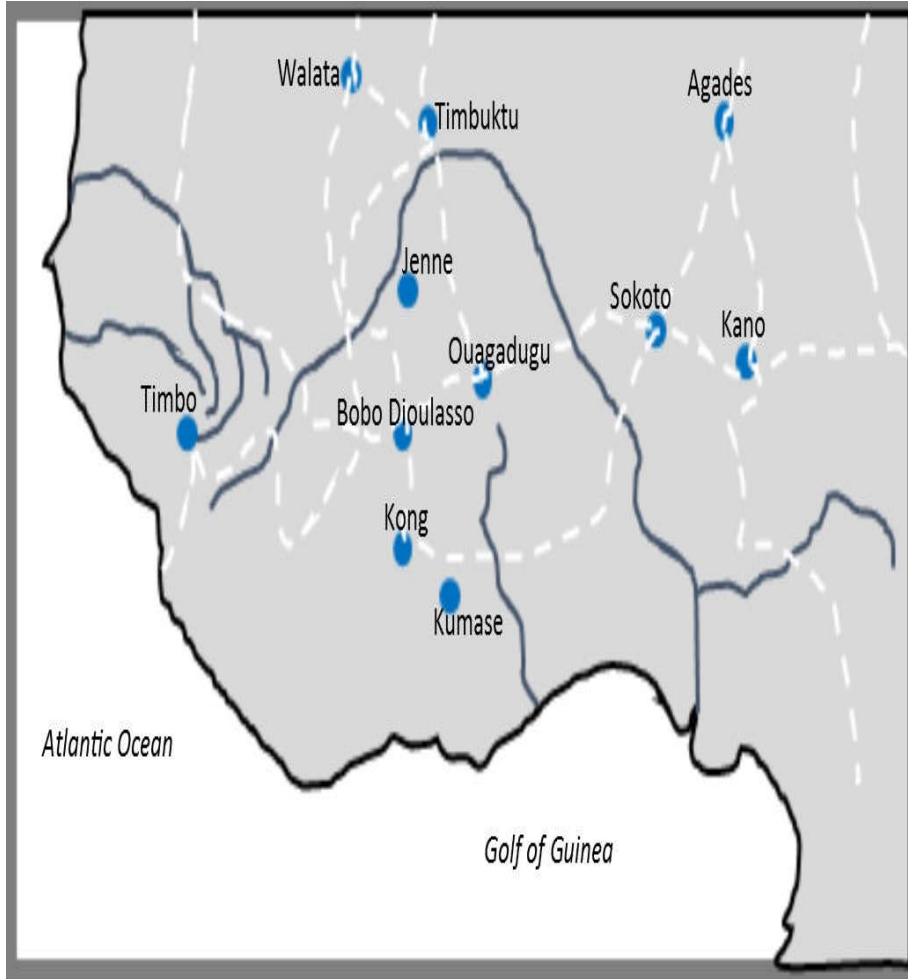 Walata
Agades
Timbuktu
Jenne
Sokoto
Kano
Ouagadugu
Timbo
Bobo Dioulasso
Kong
Kumase
Atlantic Ocean
Golf of Guinea